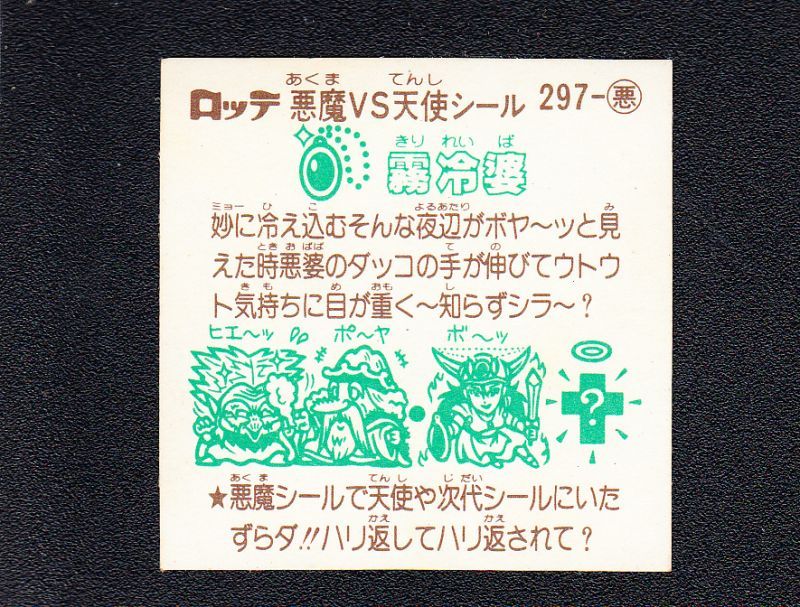 あくま てんし
ロッテ 悪魔VS天使シール 297-悪
きり れい ば
霧冷婆
ミョー ひ こ よるあたり み
妙に冷え込むそんな夜辺がボヤ〜ッと見
ときおばば て の
えた時悪婆のダッコの手が伸びてウトウ
きも め おも し
ト気持ちに目が重く〜知らずシラ〜?
ヒエ〜ッ ポ〜ヤ ボ〜ッ
?
あくま てんし じだい
★悪魔シールで天使や次代シールにいた
かえ かえ
ずらダ!!ハリ返してハリ返されて?